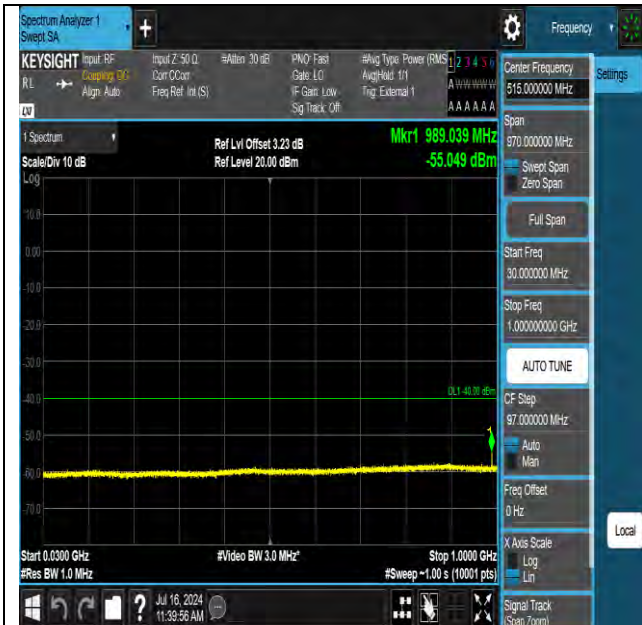 Spectrum Analyzer 1
Swept SA
+
Frequency
KEYSIGHT
RL
Input: RF
Coupling: DC
Align: Auto
Input Z: 50 Ω
Corr CCorr
Freq Ref: Int (S)
#Atten: 30 dB
PNO: Fast
Gate: LO
IF Gain: Low
Sig Track: Off
#Avg Type: Power (RMS
Avg|Hold: 1/1
Trig: External 1
1 2 3 4 5 6
A W W W W W
A A A A A A
1 Spectrum
Scale/Div 10 dB
Ref Lvl Offset 3.23 dB
Ref Level 20.00 dBm
Mkr1 989.039 MHz
-55.049 dBm
Log
10.0
0.00
-10.0
-20.0
-30.0
-40.0
-50.0
-60.0
-70.0
DL1 -40.00 dBm
1
Start 0.0300 GHz
#Res BW 1.0 MHz
#Video BW 3.0 MHz*
Stop 1.0000 GHz
#Sweep ~1.00 s (10001 pts)
?
Jul 16, 2024
11:39:56 AM
Center Frequency
515.000000 MHz
Settings
Span
970.000000 MHz
Swept Span
Zero Span
Full Span
Start Freq
30.000000 MHz
Stop Freq
1.000000000 GHz
AUTO TUNE
CF Step
97.000000 MHz
Auto
Man
Freq Offset
0 Hz
Local
X Axis Scale
Log
Lin
Signal Track
(Span Zoom)